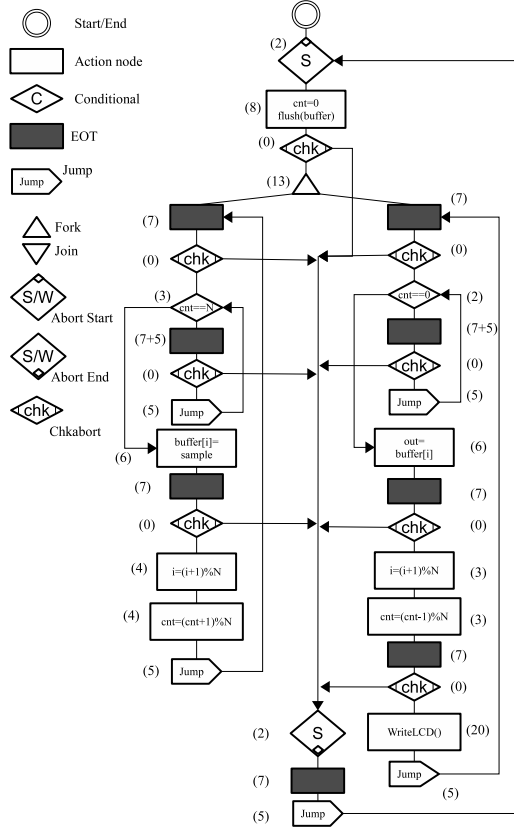 Start/End
Action node
C
Conditional
EOT
Jump
Jump
Fork
Join
S/W
Abort Start
S/W
Abort End
chk
Chkabort
(2)
S
(8)
cnt=0
flush(buffer)
(0)
chk
(13)
(7)
(0)
chk
(3)
cnt==N
(7+5)
(0)
chk
(5)
Jump
buffer[i]=
sample
(6)
(7)
(0)
chk
(4)
i=(i+1)%N
(4)
cnt=(cnt+1)%N
(5)
Jump
(7)
chk
(0)
cnt==0
(2)
(7+5)
chk
(0)
Jump
(5)
out=
buffer[i]
(6)
(7)
chk
(0)
i=(i+1)%N
(3)
cnt=(cnt-1)%N
(3)
(7)
chk
(0)
WriteLCD()
(20)
Jump
(5)
(2)
S
(7)
(5)
Jump